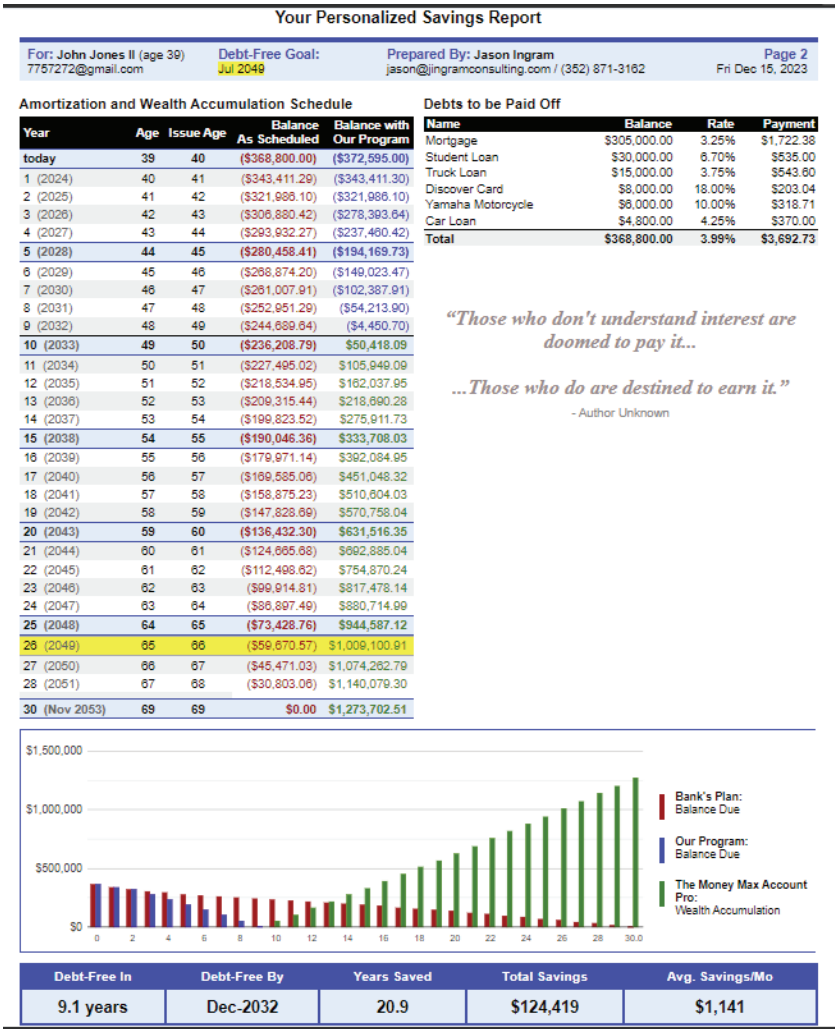 Your Personalized Savings Report
For: John Jones II (age 39) Debt-Free Goal: Prepared By: Jason Ingram Page 2
7757272@gmail.com Jul 2049 jason@jingramconsulting.com / (352) 871-3162 Fri Dec 15, 2023
Amortization and Wealth Accumulation Schedule
Year Age Issue Age Balance As Scheduled Balance with Our Program
today 39 40 ($368,800.00) ($372,595.00)
1 (2024) 40 41 ($343,411.29) ($343,411.30)
2 (2025) 41 42 ($321,986.10) ($321,986.10)
3 (2026) 42 43 ($306,880.42) ($278,393.64)
4 (2027) 43 44 ($293,932.27) ($237,460.42)
5 (2028) 44 45 ($280,458.41) ($194,169.73)
6 (2029) 45 46 ($268,874.20) ($149,023.47)
7 (2030) 46 47 ($261,007.91) ($102,387.91)
8 (2031) 47 48 ($252,951.29) ($54,213.90)
9 (2032) 48 49 ($244,689.64) ($4,450.70)
10 (2033) 49 50 ($236,208.79) $50,418.09
11 (2034) 50 51 ($227,495.02) $105,949.09
12 (2035) 51 52 ($218,534.95) $162,037.95
13 (2036) 52 53 ($209,315.44) $218,690.28
14 (2037) 53 54 ($199,823.52) $275,911.73
15 (2038) 54 55 ($190,046.36) $333,708.03
16 (2039) 55 56 ($179,971.14) $392,084.95
17 (2040) 56 57 ($169,585.06) $451,048.32
18 (2041) 57 58 ($158,875.23) $510,604.03
19 (2042) 58 59 ($147,828.69) $570,758.04
20 (2043) 59 60 ($136,432.30) $631,516.35
21 (2044) 60 61 ($124,665.68) $692,885.04
22 (2045) 61 62 ($112,498.62) $754,870.24
23 (2046) 62 63 ($99,914.81) $817,478.14
24 (2047) 63 64 ($86,897.49) $880,714.99
25 (2048) 64 65 ($73,428.76) $944,587.12
26 (2049) 65 66 ($59,670.57) $1,009,100.91
27 (2050) 66 67 ($45,471.03) $1,074,262.79
28 (2051) 67 68 ($30,803.06) $1,140,079.30
30 (Nov 2053) 69 69 $0.00 $1,273,702.51
Debts to be Paid Off
Name Balance Rate Payment
Mortgage $305,000.00 3.25% $1,722.38
Student Loan $30,000.00 6.70% $535.00
Truck Loan $15,000.00 3.75% $543.60
Discover Card $8,000.00 18.00% $203.04
Yamaha Motorcycle $6,000.00 10.00% $318.71
Car Loan $4,800.00 4.25% $370.00
Total $368,800.00 3.99% $3,692.73
“Those who don't understand interest are
doomed to pay it...
...Those who do are destined to earn it.”
- Author Unknown
$1,500,000
$1,000,000
$500,000
$0
0 2 4 6 8 10 12 14 16 18 20 22 24 26 28 30.0
Bank's Plan:
Balance Due
Our Program:
Balance Due
The Money Max Account
Pro:
Wealth Accumulation
Debt-Free In Debt-Free By Years Saved Total Savings Avg. Savings/Mo
9.1 years Dec-2032 20.9 $124,419 $1,141